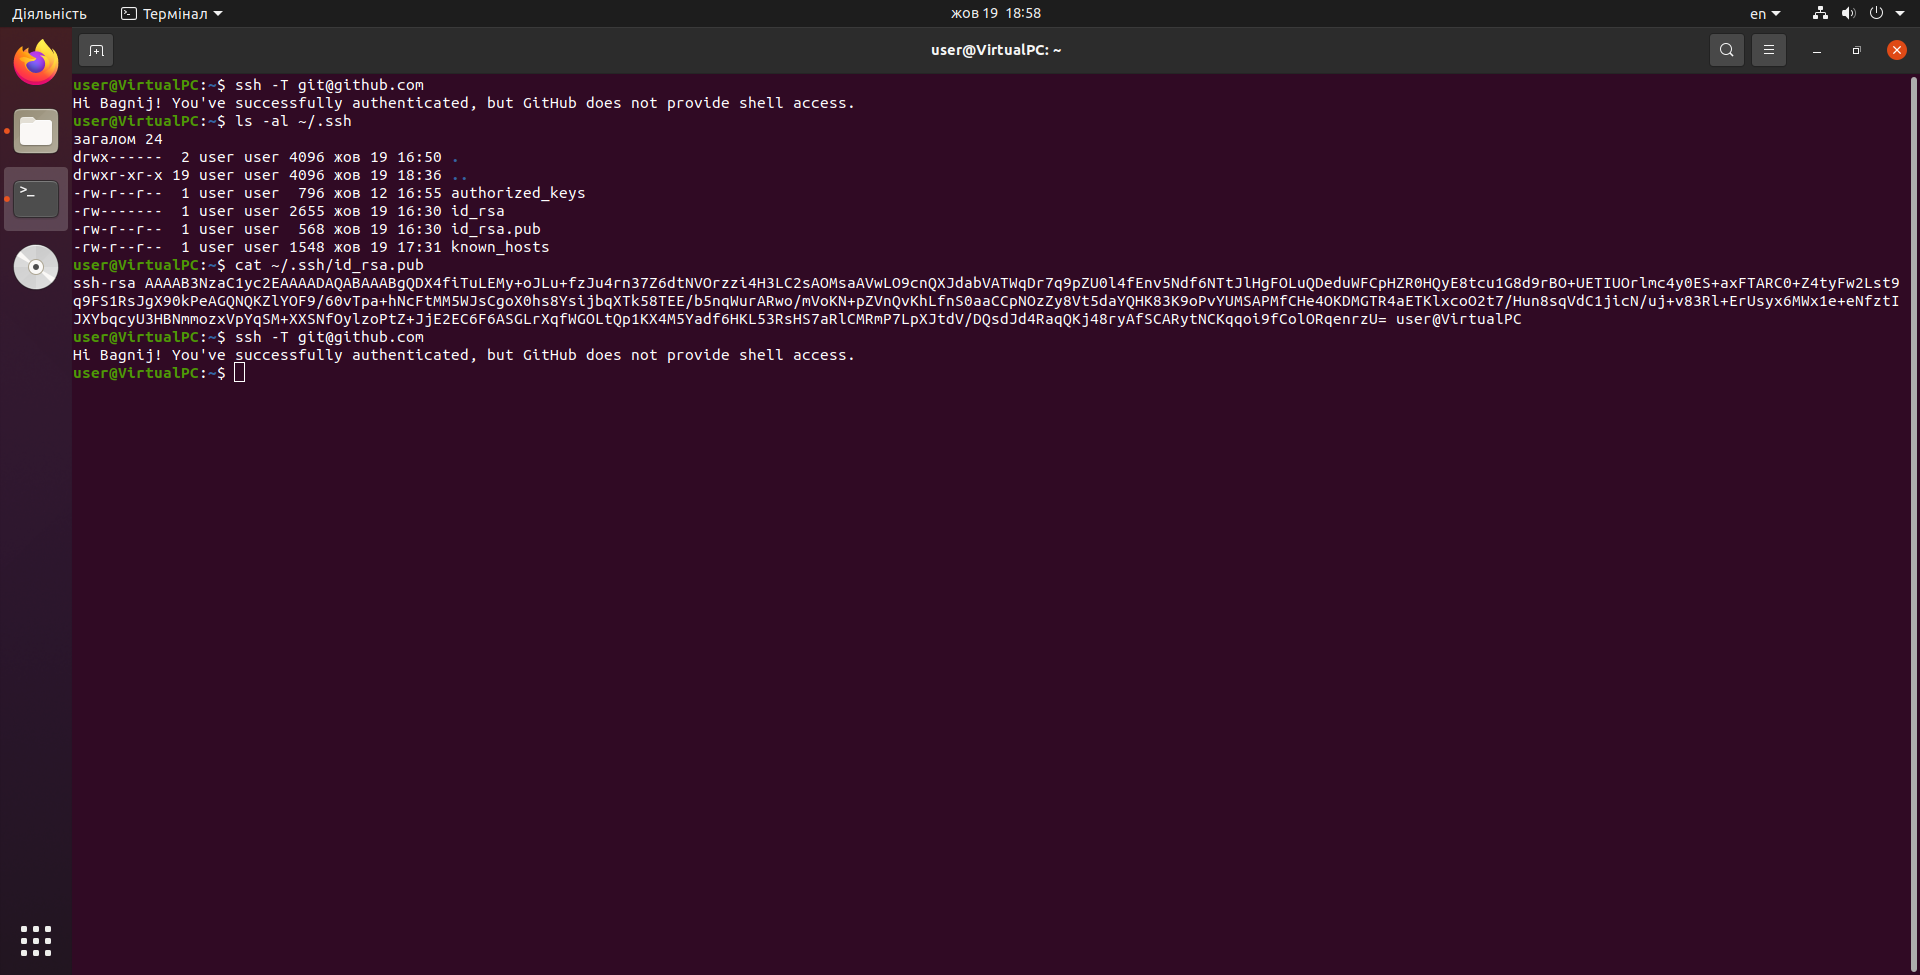 Діяльність
Термінал
жов 19 18:58
en
user@VirtualPC: ~
user@VirtualPC:~$ ssh -T git@github.com
Hi Bagnij! You've successfully authenticated, but GitHub does not provide shell access.
user@VirtualPC:~$ ls -al ~/.ssh
загалом 24
drwx------  2 user user 4096 жов 19 16:50 .
drwxr-xr-x 19 user user 4096 жов 19 18:36 ..
-rw-r--r--  1 user user  796 жов 12 16:55 authorized_keys
-rw-------  1 user user 2655 жов 19 16:30 id_rsa
-rw-r--r--  1 user user  568 жов 19 16:30 id_rsa.pub
-rw-r--r--  1 user user 1548 жов 19 17:31 known_hosts
user@VirtualPC:~$ cat ~/.ssh/id_rsa.pub
ssh-rsa AAAAB3NzaC1yc2EAAAADAQABAAABgQDX4fiTuLEMy+oJLu+fzJu4rn37Z6dtNVOrzzi4H3LC2sAOMsaAVwLO9cnQXJdabVATWqDr7q9pZU0l4fEnv5Ndf6NTtJlHgFOLuQDeduWFCpHZR0HQyE8tcu1G8d9rBO+UETIUOrlmc4y0ES+axFTARC0+Z4tyFw2Lst9
q9FS1RsJgX90kPeAGQNQKZlYOF9/60vTpa+hNcFtMM5WJsCgoX0hs8YsijbqXTk58TEE/b5nqWurARwo/mVoKN+pZVnQvKhLfnS0aaCCpNOzZy8Vt5daYQHK83K9oPvYUMSAPMfCHe4OKDMGTR4aETKlxcoO2t7/Hun8sqVdC1jicN/uj+v83Rl+ErUsyx6MWx1e+eNfztI
JXYbqcyU3HBNmmozxVpYqSM+XXSNfOylzoPtZ+JjE2EC6F6ASGLrXqfWGOLtQp1KX4M5Yadf6HKL53RsHS7aRlCMRmP7LpXJtdV/DQsdJd4RaqQKj48ryAfSCARytNCKqqoi9fColORqenrzU= user@VirtualPC
user@VirtualPC:~$ ssh -T git@github.com
Hi Bagnij! You've successfully authenticated, but GitHub does not provide shell access.
user@VirtualPC:~$